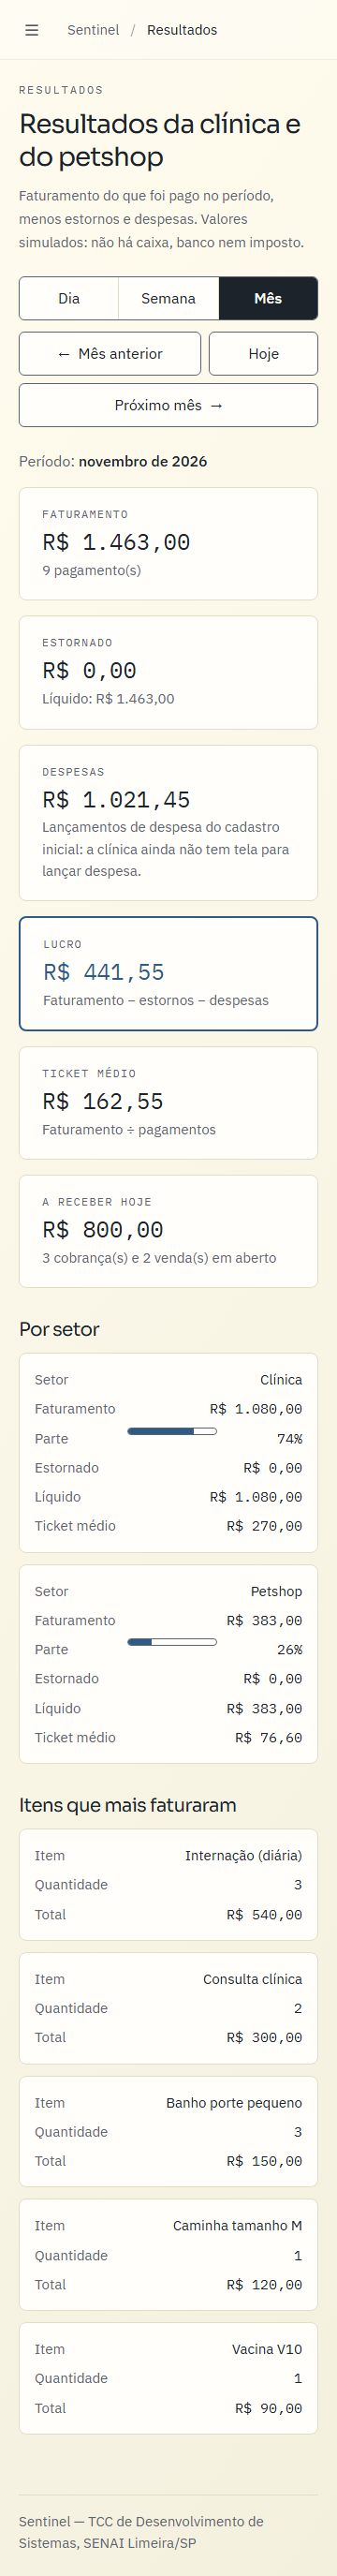 Sentinel / Resultados
RESULTADOS
Resultados da clínica e
do petshop
Faturamento do que foi pago no período,
menos estornos e despesas. Valores
simulados: não há caixa, banco nem imposto.
Dia Semana Mês
← Mês anterior Hoje
Próximo mês →
Período: novembro de 2026
FATURAMENTO
R$ 1.463,00
9 pagamento(s)
ESTORNADO
R$ 0,00
Líquido: R$ 1.463,00
DESPESAS
R$ 1.021,45
Lançamentos de despesa do cadastro
inicial: a clínica ainda não tem tela para
lançar despesa.
LUCRO
R$ 441,55
Faturamento − estornos − despesas
TICKET MÉDIO
R$ 162,55
Faturamento ÷ pagamentos
A RECEBER HOJE
R$ 800,00
3 cobrança(s) e 2 venda(s) em aberto
Por setor
Setor Clínica
Faturamento R$ 1.080,00
Parte 74%
Estornado R$ 0,00
Líquido R$ 1.080,00
Ticket médio R$ 270,00
Setor Petshop
Faturamento R$ 383,00
Parte 26%
Estornado R$ 0,00
Líquido R$ 383,00
Ticket médio R$ 76,60
Itens que mais faturaram
Item Internação (diária)
Quantidade 3
Total R$ 540,00
Item Consulta clínica
Quantidade 2
Total R$ 300,00
Item Banho porte pequeno
Quantidade 3
Total R$ 150,00
Item Caminha tamanho M
Quantidade 1
Total R$ 120,00
Item Vacina V10
Quantidade 1
Total R$ 90,00
Sentinel — TCC de Desenvolvimento de
Sistemas, SENAI Limeira/SP